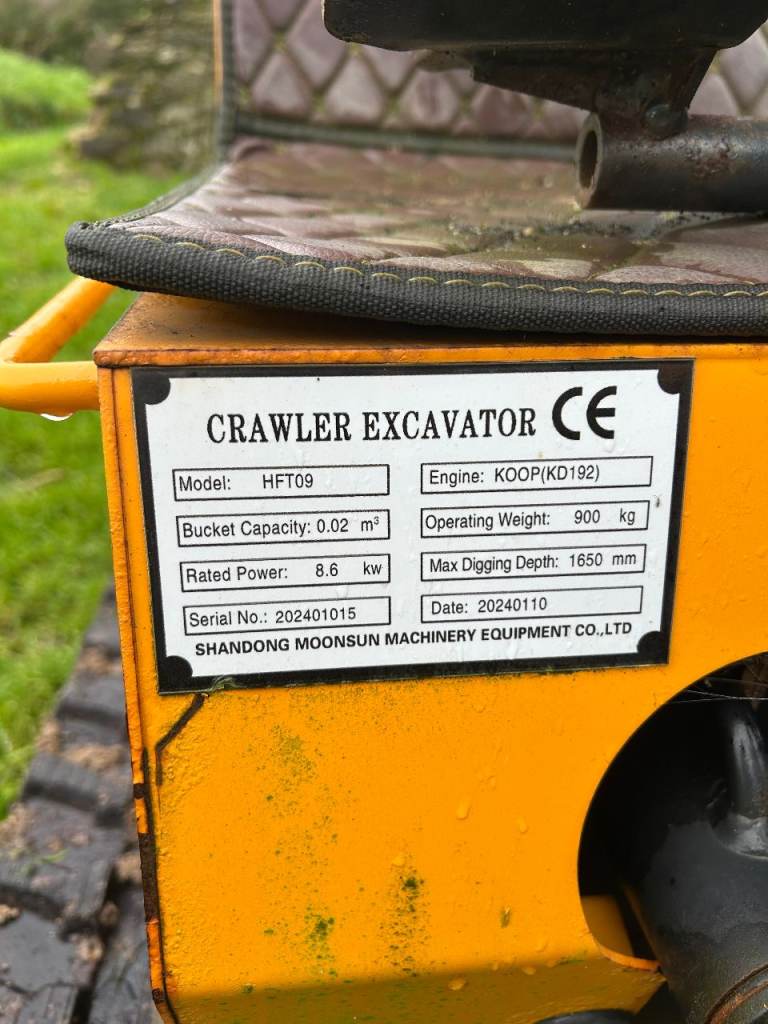 CRAWLER EXCAVATOR CE
Model: HFT09
Engine: KOOP(KD192)
Bucket Capacity: 0.02 m³
Operating Weight: 900 kg
Rated Power: 8.6 kw
Max Digging Depth: 1650 mm
Serial No.: 202401015
Date: 20240110
SHANDONG MOONSUN MACHINERY EQUIPMENT CO.,LTD